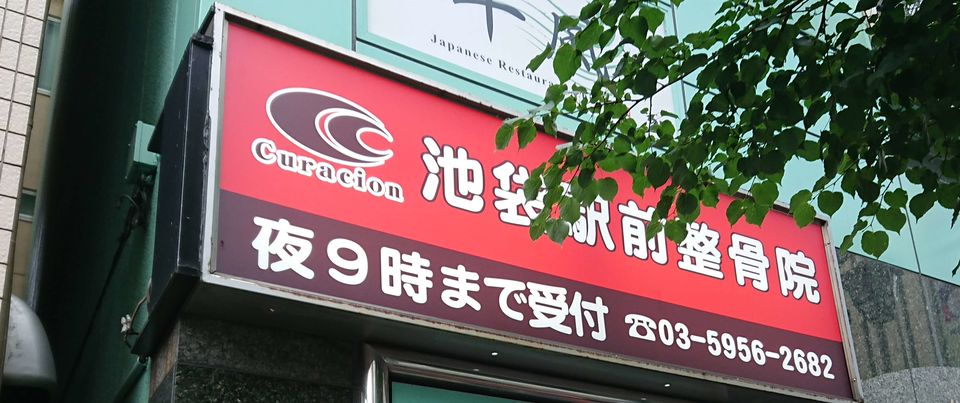 Japanese Restaura
Curacion
池袋駅前整骨院
夜9時まで受付 ☎03-5956-2682